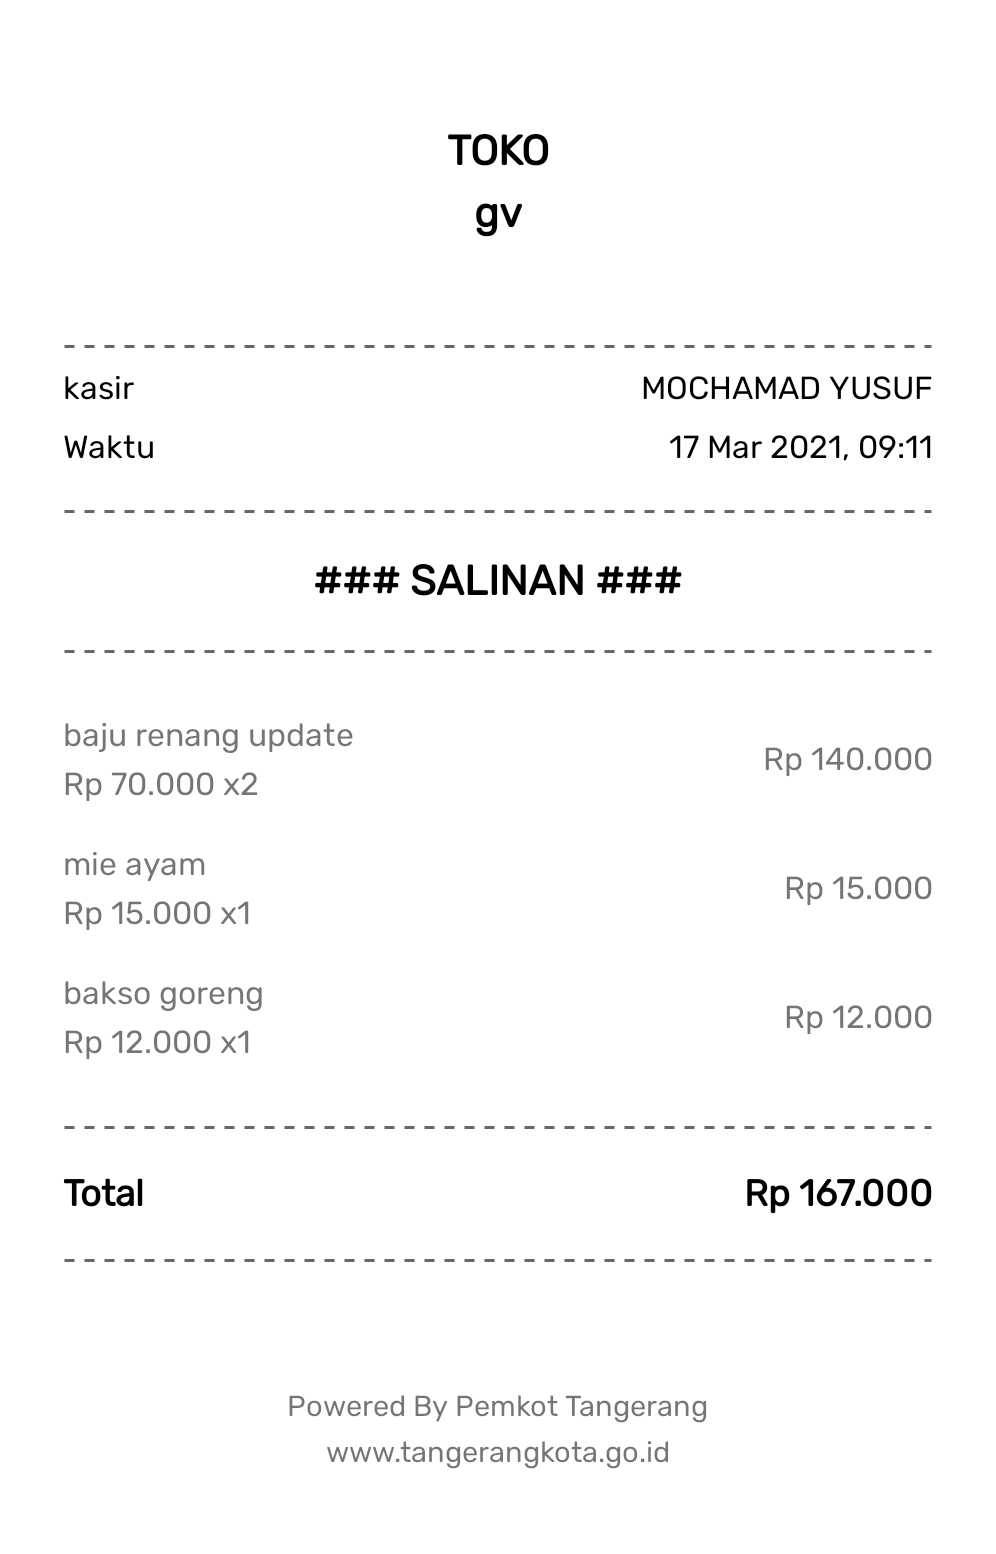 TOKO
gv
kasir MOCHAMAD YUSUF
Waktu 17 Mar 2021, 09:11
### SALINAN ###
baju renang update
Rp 70.000 x2 Rp 140.000
mie ayam
Rp 15.000 x1 Rp 15.000
bakso goreng
Rp 12.000 x1 Rp 12.000
Total Rp 167.000
Powered By Pemkot Tangerang
www.tangerangkota.go.id